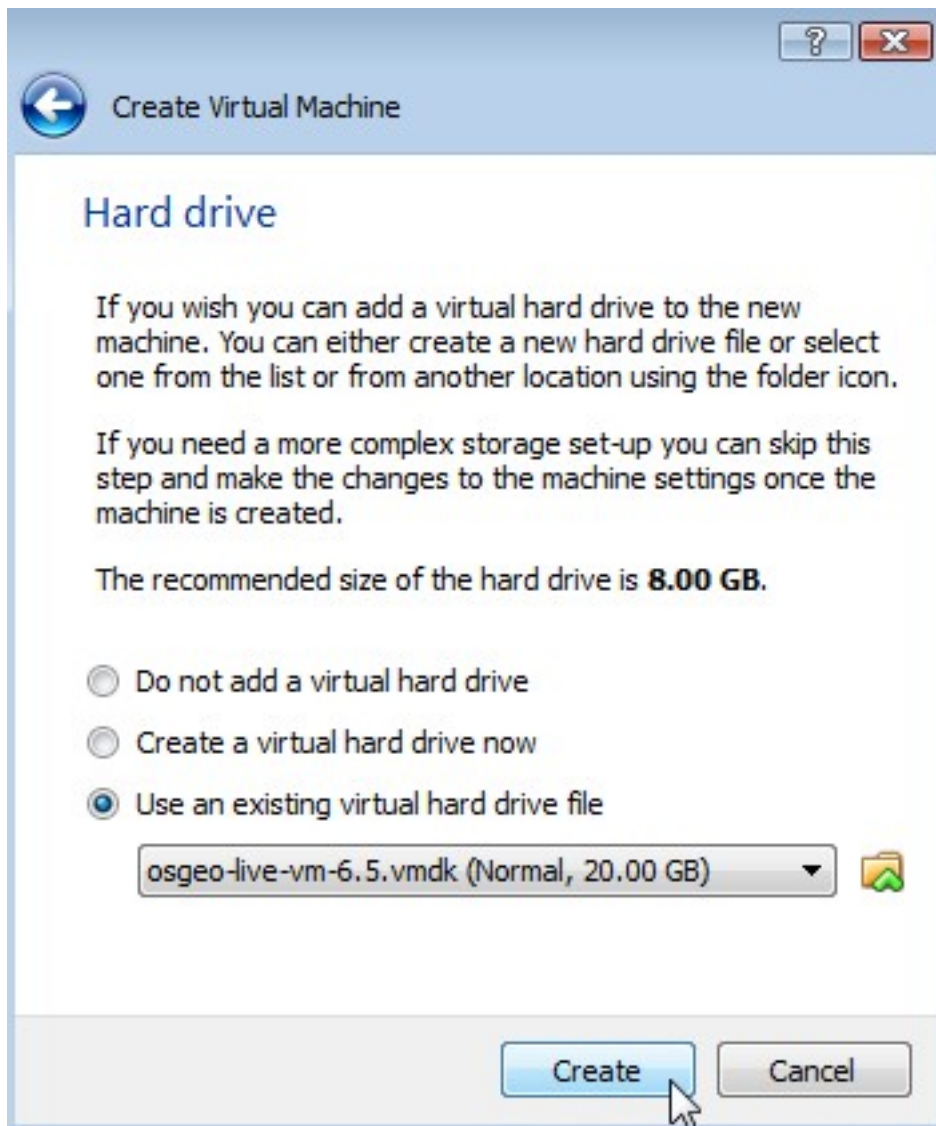 ?
Create Virtual Machine
Hard drive
If you wish you can add a virtual hard drive to the new
machine. You can either create a new hard drive file or select
one from the list or from another location using the folder icon.
If you need a more complex storage set-up you can skip this
step and make the changes to the machine settings once the
machine is created.
The recommended size of the hard drive is 8.00 GB.
Do not add a virtual hard drive
Create a virtual hard drive now
Use an existing virtual hard drive file
osgeo-live-vm-6.5.vmdk (Normal, 20.00 GB)
Create Cancel